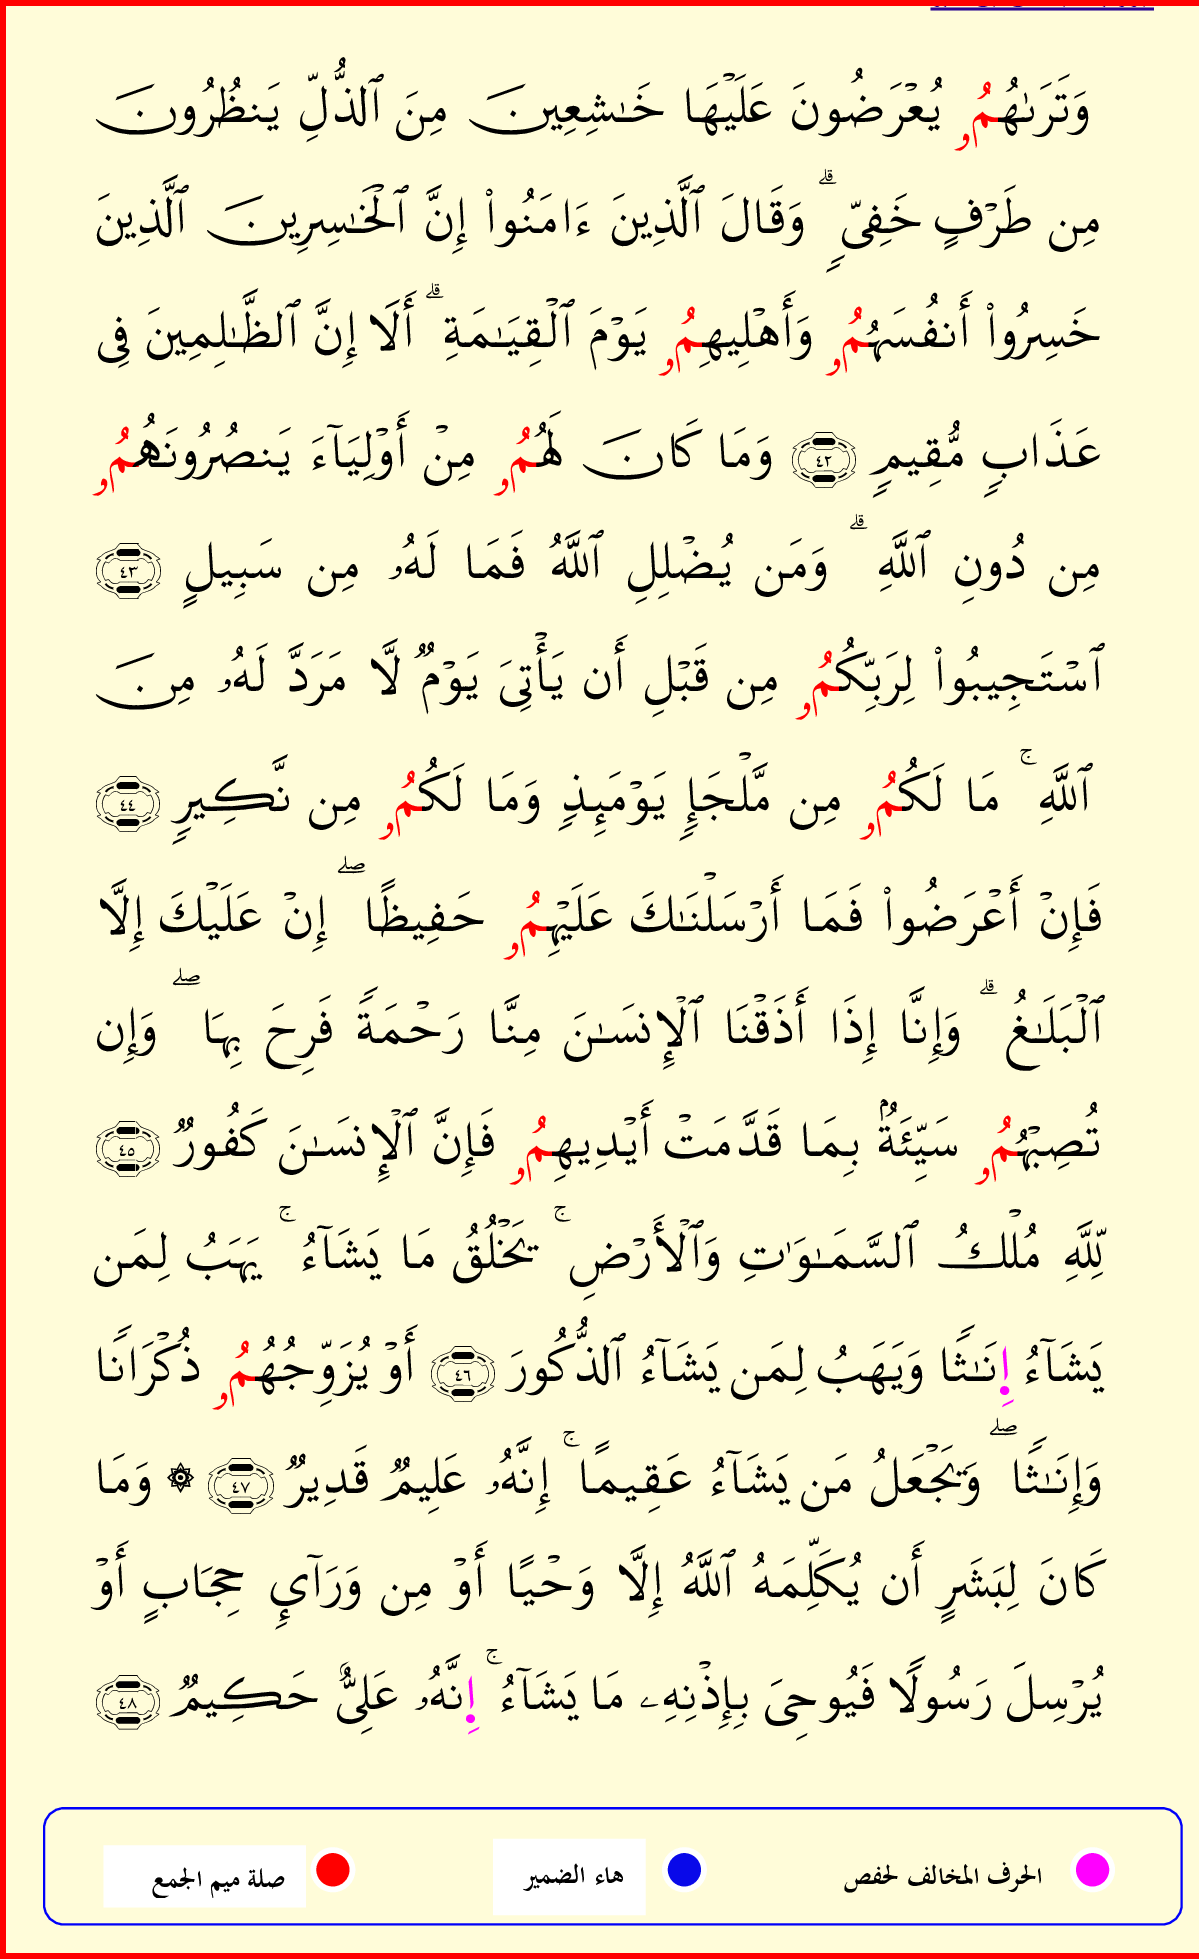 وَتَرَىٰهُمُۥ يُعْرَضُونَ عَلَيْهَا خَٰشِعِينَ مِنَ ٱلذُّلِّ يَنظُرُونَ
مِن طَرْفٍ خَفِىٍّ ۗ وَقَالَ ٱلَّذِينَ ءَامَنُوا۟ إِنَّ ٱلْخَٰسِرِينَ ٱلَّذِينَ
خَسِرُوا۟ أَنفُسَهُمُۥ وَأَهْلِيهِمُۥ يَوْمَ ٱلْقِيَٰمَةِ ۗ أَلَا إِنَّ ٱلظَّٰلِمِينَ فِى
عَذَابٍ مُّقِيمٍ ٤٢ وَمَا كَانَ لَهُمُۥ مِنْ أَوْلِيَآءَ يَنصُرُونَهُمُۥ
مِن دُونِ ٱللَّهِ ۗ وَمَن يُضْلِلِ ٱللَّهُ فَمَا لَهُۥ مِن سَبِيلٍ ٤٣
ٱسْتَجِيبُوا۟ لِرَبِّكُمُۥ مِن قَبْلِ أَن يَأْتِىَ يَوْمٌ لَّا مَرَدَّ لَهُۥ مِنَ
ٱللَّهِ ۚ مَا لَكُمُۥ مِن مَّلْجَإٍ يَوْمَئِذٍ وَمَا لَكُمُۥ مِن نَّكِيرٍ ٤٤
فَإِنْ أَعْرَضُوا۟ فَمَا أَرْسَلْنَٰكَ عَلَيْهِمُۥ حَفِيظًا ۖ إِنْ عَلَيْكَ إِلَّا
ٱلْبَلَٰغُ ۗ وَإِنَّا إِذَا أَذَقْنَا ٱلْإِنسَٰنَ مِنَّا رَحْمَةً فَرِحَ بِهَا ۖ وَإِن
تُصِبْهُمُۥ سَيِّئَةٌۢ بِمَا قَدَّمَتْ أَيْدِيهِمُۥ فَإِنَّ ٱلْإِنسَٰنَ كَفُورٌ ٤٥
لِّلَّهِ مُلْكُ ٱلسَّمَٰوَٰتِ وَٱلْأَرْضِ ۚ يَخْلُقُ مَا يَشَآءُ ۚ يَهَبُ لِمَن
يَشَآءُ إِنَٰثًا وَيَهَبُ لِمَن يَشَآءُ ٱلذُّكُورَ ٤٦ أَوْ يُزَوِّجُهُمُۥ ذُكْرَانًا
وَإِنَٰثًا ۖ وَيَجْعَلُ مَن يَشَآءُ عَقِيمًا ۚ إِنَّهُۥ عَلِيمٌ قَدِيرٌ ٤٧ ۞ وَمَا
كَانَ لِبَشَرٍ أَن يُكَلِّمَهُ ٱللَّهُ إِلَّا وَحْيًا أَوْ مِن وَرَآئِ حِجَابٍ أَوْ
يُرْسِلَ رَسُولًا فَيُوحِىَ بِإِذْنِهِۦ مَا يَشَآءُ ۚ إِنَّهُۥ عَلِىٌّ حَكِيمٌ ٤٨
الحرف المخالف لحفص هاء الضمير صلة ميم الجمع